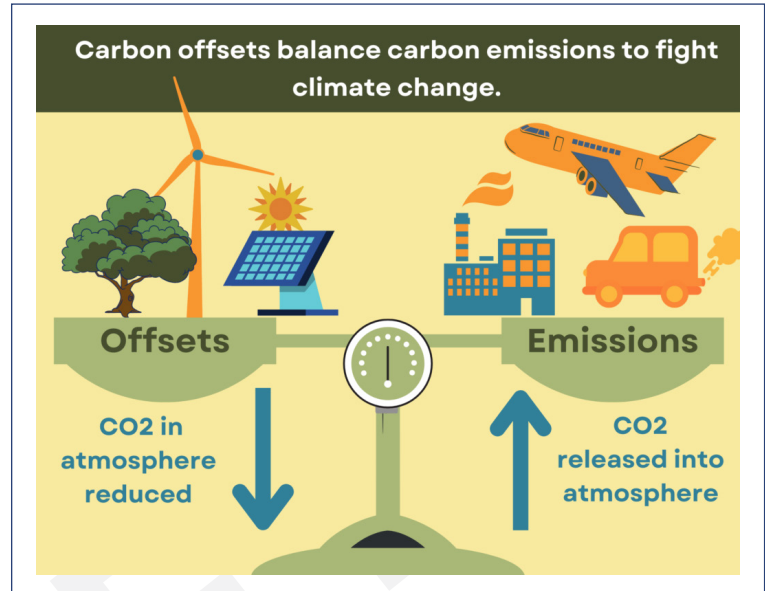 Carbon offsets balance carbon emissions to fight
climate change.
Offsets
Emissions
CO2 in
atmosphere
reduced
CO2
released into
atmosphere